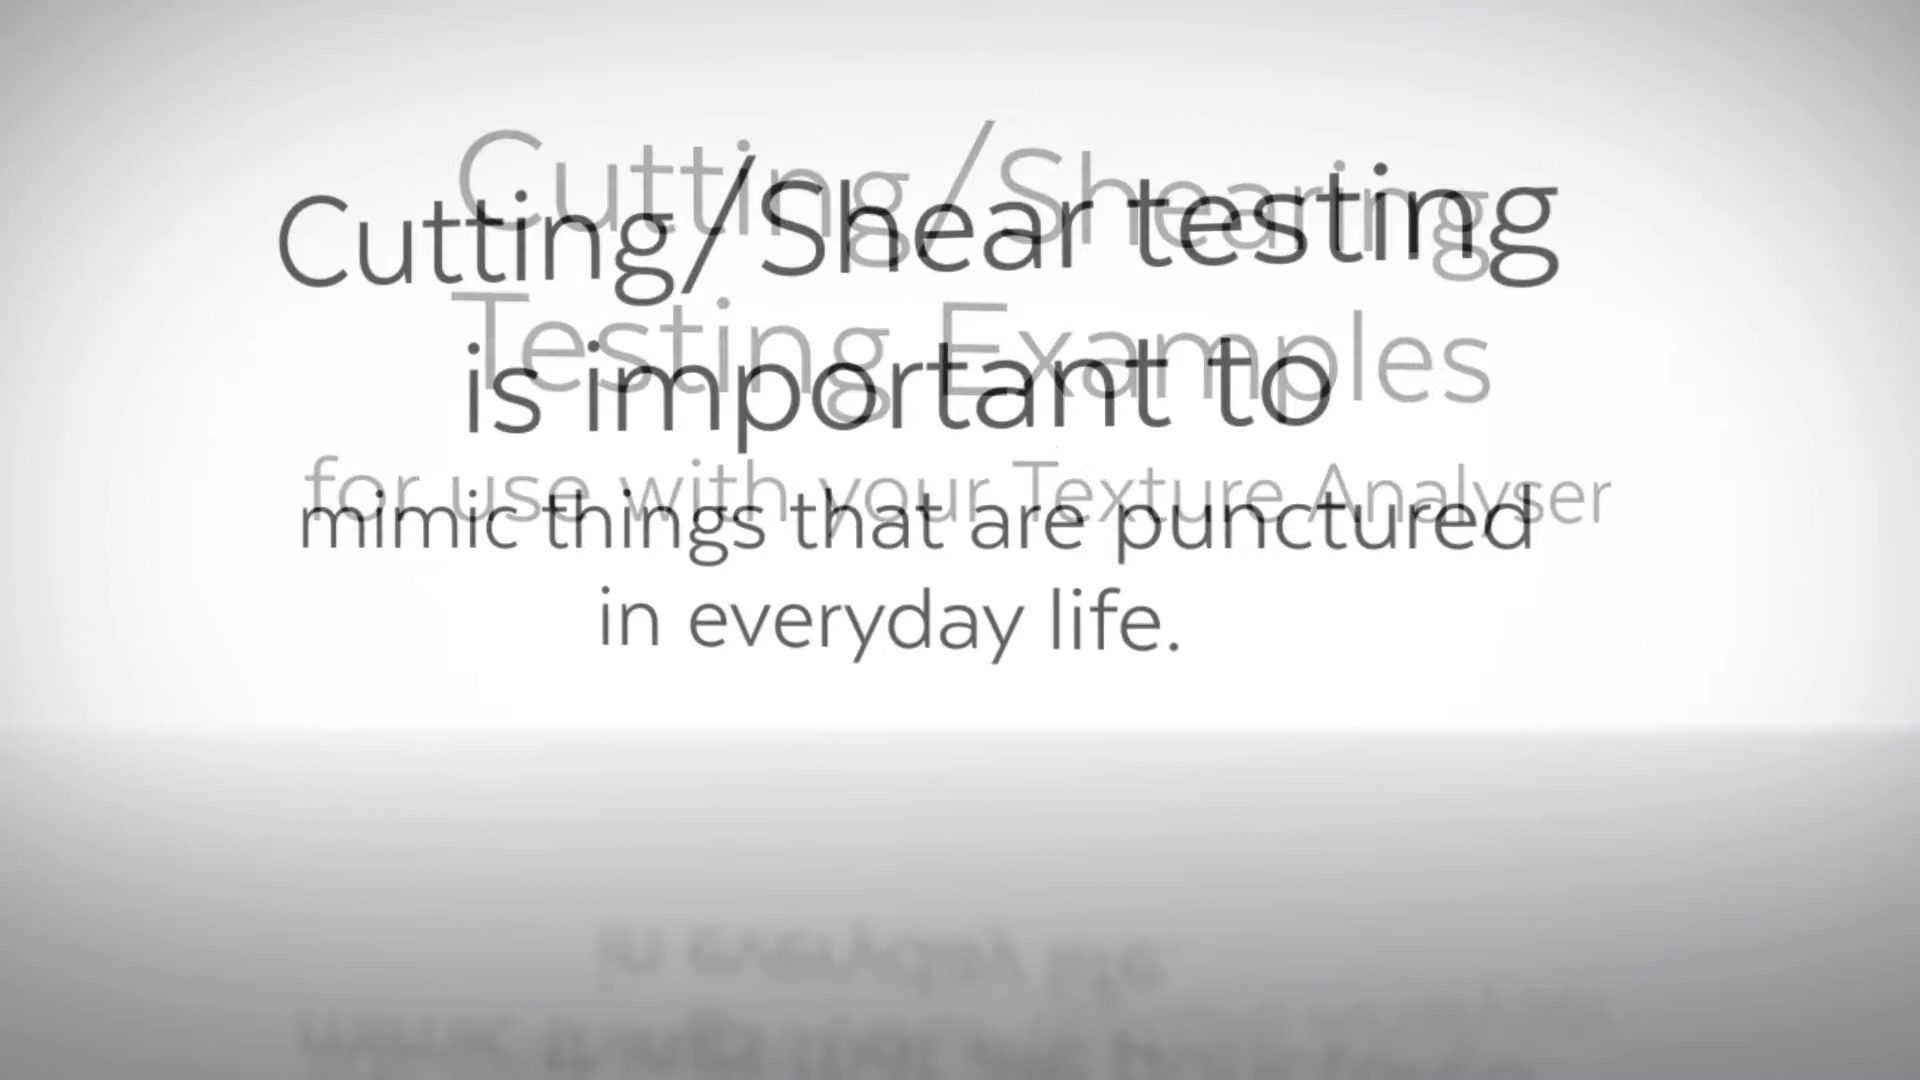 Cutting/Shearing
Testing Examples
for use with your Texture Analyser
Cutting/Shear testing
is important to
mimic things that are punctured
in everyday life.